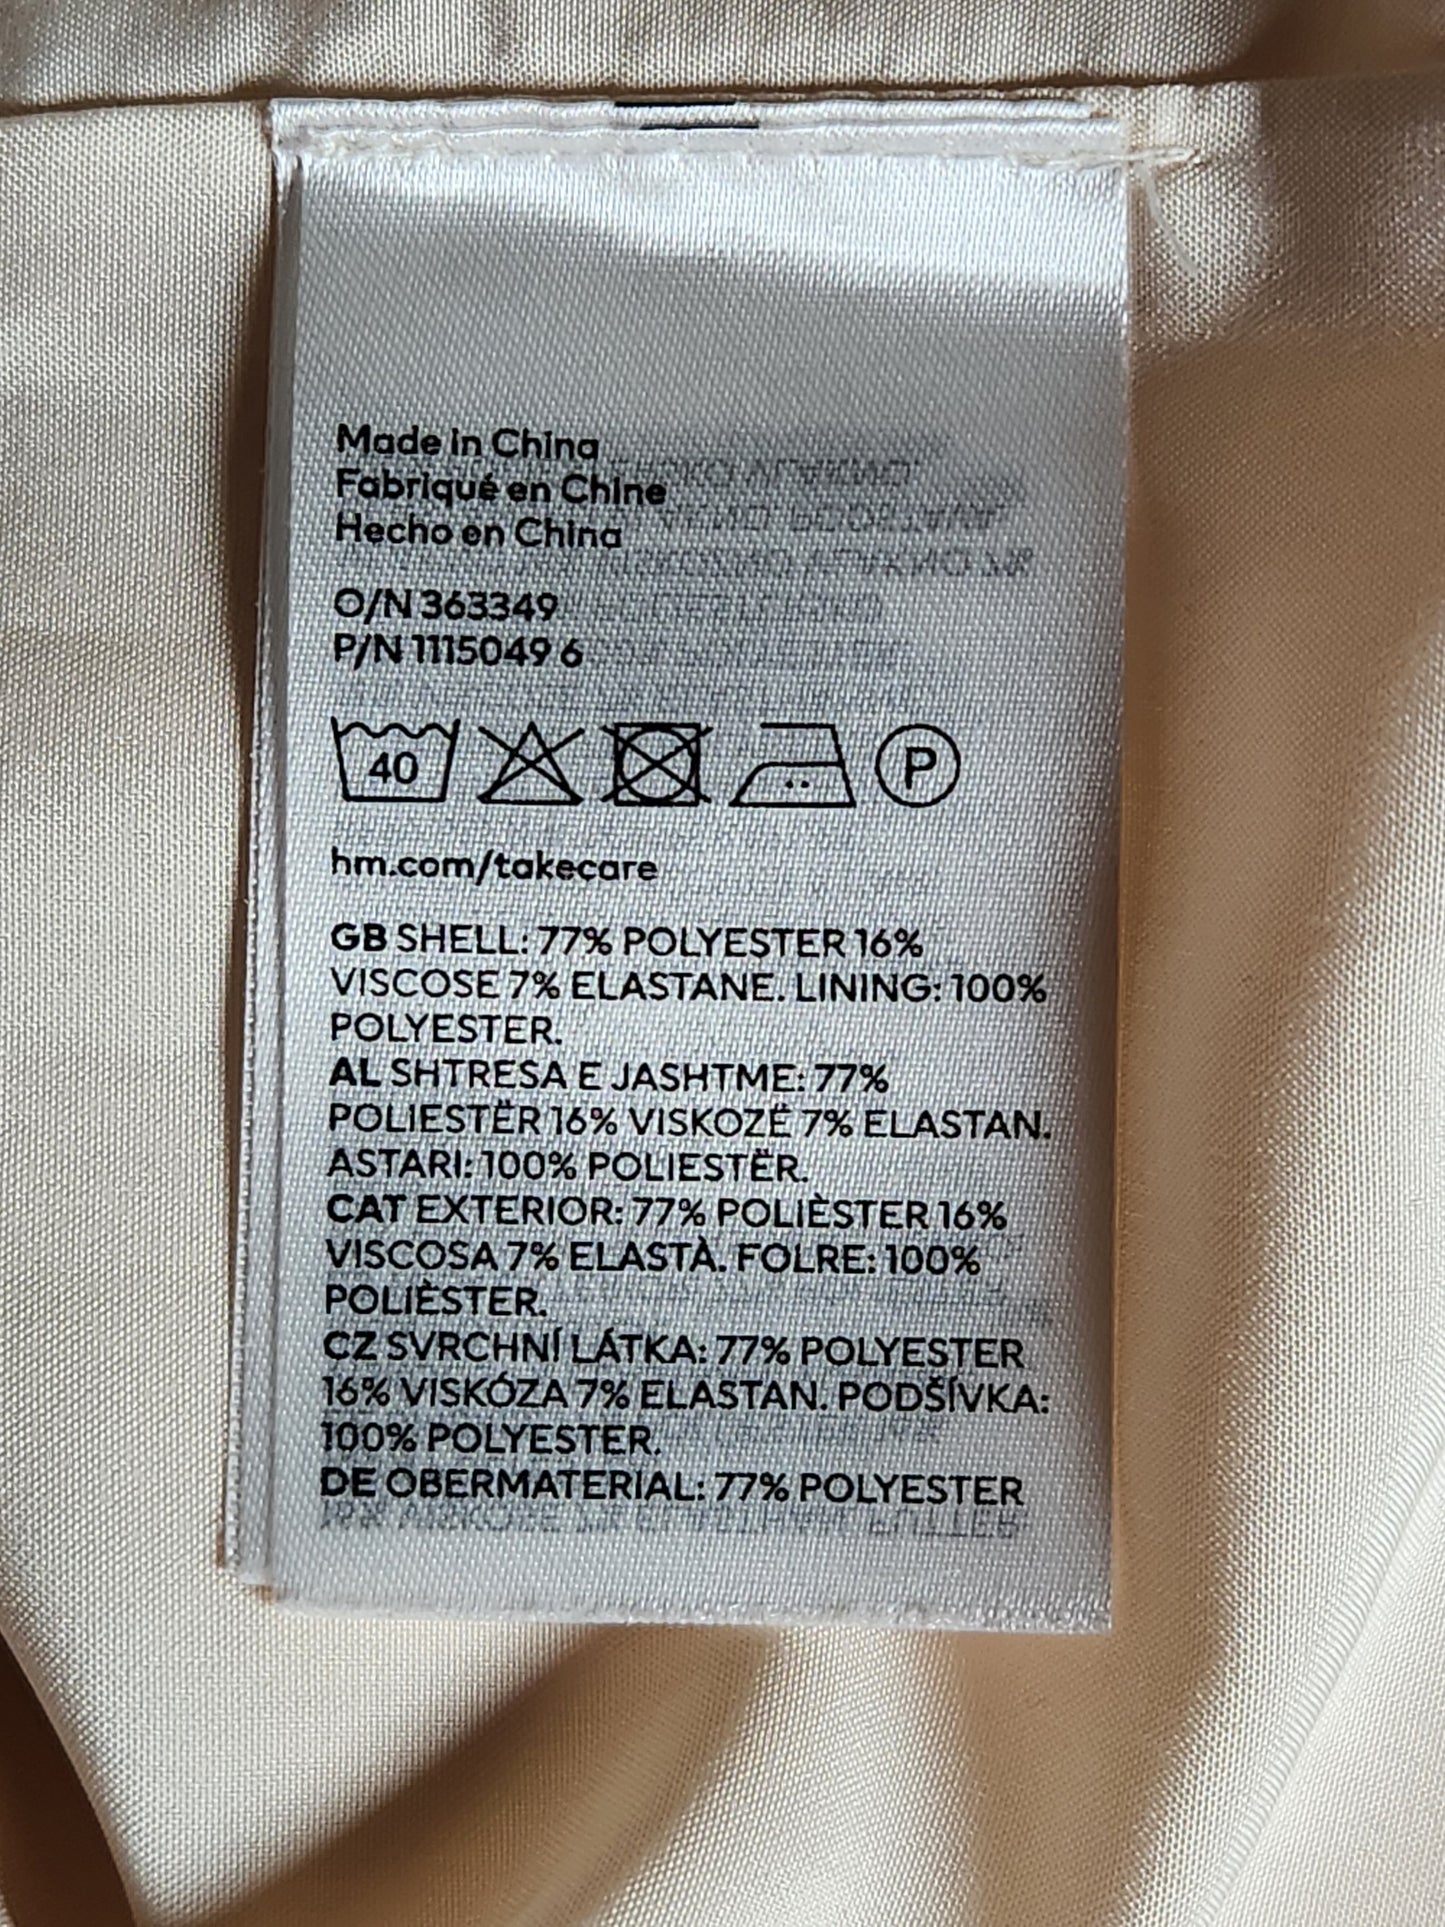 Made in China
Fabriqué en Chine
Hecho en China
O/N 363349
P/N 1115049 6
40 P
hm.com/takecare
GB SHELL: 77% POLYESTER 16%
VISCOSE 7% ELASTANE. LINING: 100%
POLYESTER.
AL SHTRESA E JASHTME: 77%
POLIESTËR 16% VISKOZË 7% ELASTAN.
ASTARI: 100% POLIESTËR.
CAT EXTERIOR: 77% POLIÈSTER 16%
VISCOSA 7% ELASTÀ. FOLRE: 100%
POLIÈSTER.
CZ SVRCHNÍ LÁTKA: 77% POLYESTER
16% VISKÓZA 7% ELASTAN. PODŠÍVKA:
100% POLYESTER.
DE OBERMATERIAL: 77% POLYESTER